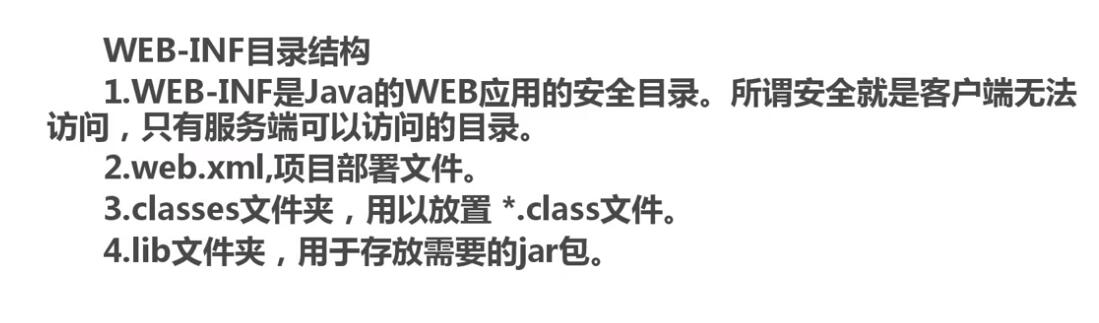 WEB-INF目录结构
1.WEB-INF是Java的WEB应用的安全目录。所谓安全就是客户端无法
访问，只有服务端可以访问的目录。
2.web.xml,项目部署文件。
3.classes文件夹，用以放置 *.class文件。
4.lib文件夹，用于存放需要的jar包。